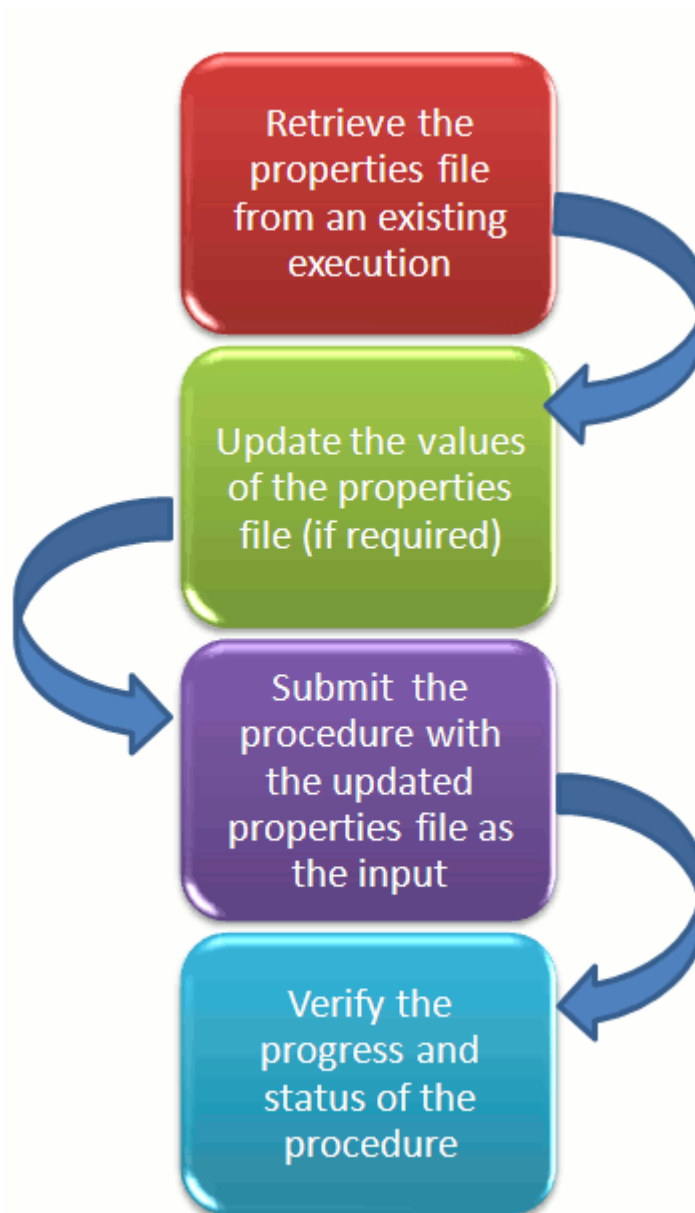 Retrieve the
properties file
from an existing
execution
Update the values
of the properties
file (if required)
Submit the
procedure with
the updated
properties file as
the input
Verify the
progress and
status of the
procedure